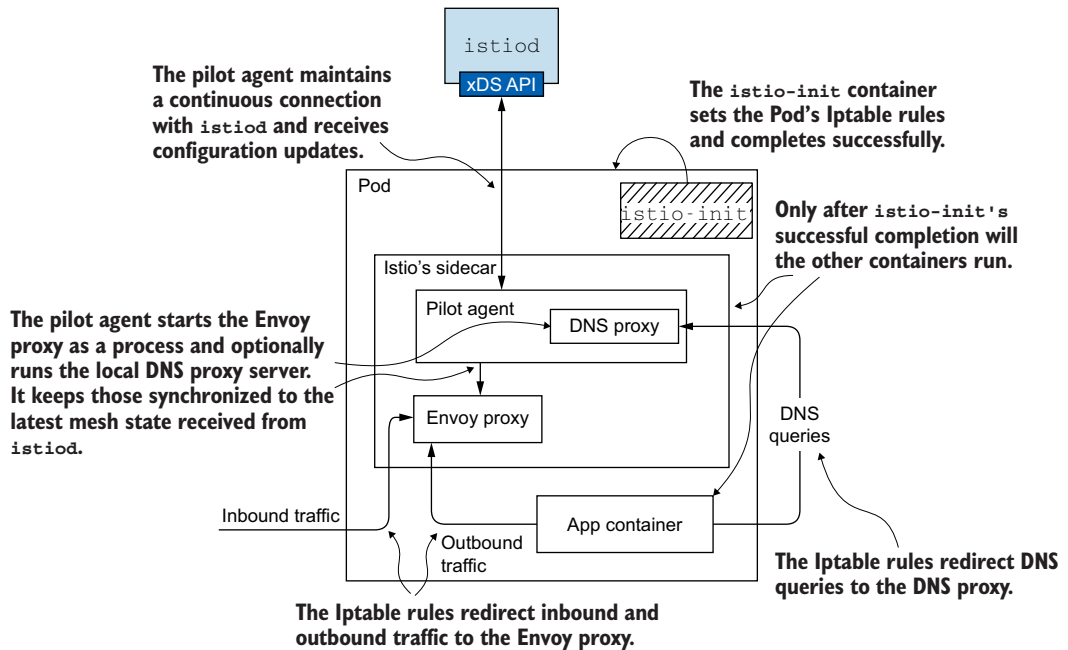 istiod
xDS API
The pilot agent maintains
a continuous connection
with istiod and receives
configuration updates.
The istio-init container
sets the Pod's Iptable rules
and completes successfully.
Pod
istio-init
Only after istio-init's
successful completion will
the other containers run.
Istio's sidecar
Pilot agent
DNS proxy
The pilot agent starts the Envoy
proxy as a process and optionally
runs the local DNS proxy server.
It keeps those synchronized to the
latest mesh state received from
istiod.
Envoy proxy
DNS
queries
Inbound traffic
App container
Outbound
traffic
The Iptable rules redirect DNS
queries to the DNS proxy.
The Iptable rules redirect inbound and
outbound traffic to the Envoy proxy.